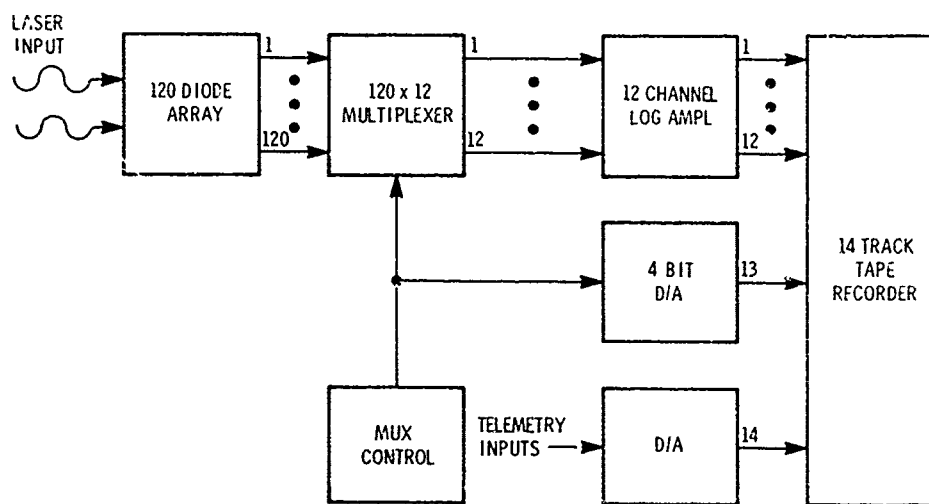 LASER
INPUT
120 DIODE
ARRAY
1
120
120 x 12
MULTIPLEXER
1
12
12 CHANNEL
LOG AMPL
1
12
14 TRACK
TAPE
RECORDER
4 BIT
D/A
13
MUX
CONTROL
TELEMETRY
INPUTS
D/A
14